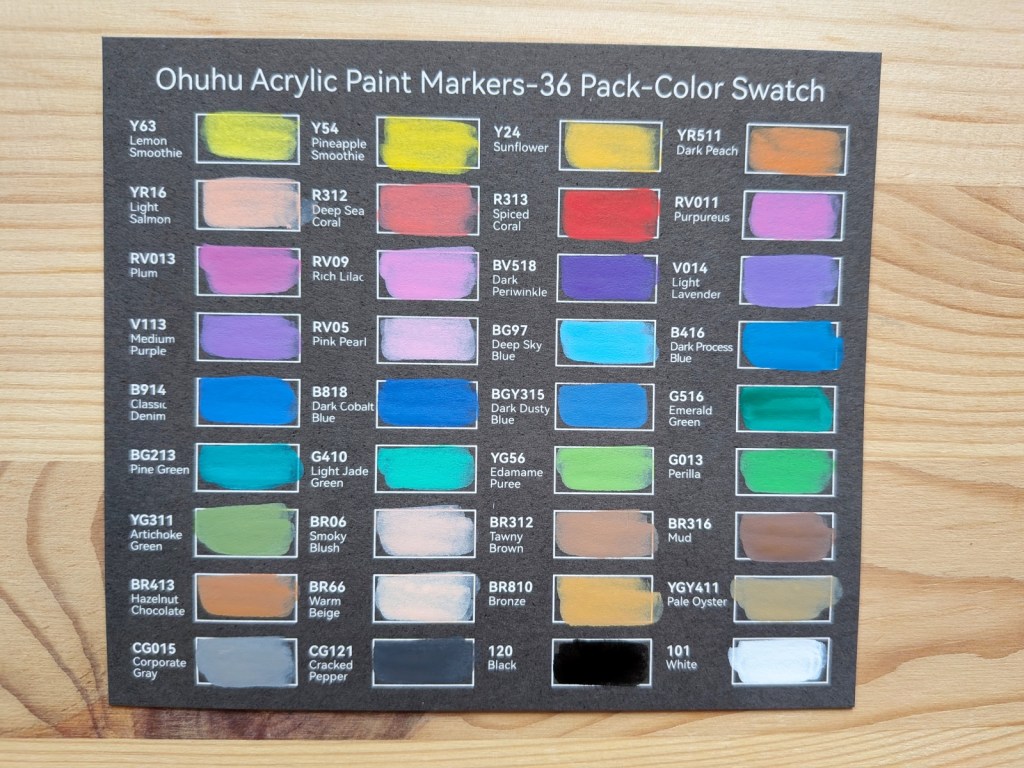 Ohuhu Acrylic Paint Markers-36 Pack-Color Swatch
Y63
Lemon
Smoothie
Y54
Pineapple
Smoothie
Y24
Sunflower
YR511
Dark Peach
YR16
Light
Salmon
R312
Deep Sea
Coral
R313
Spiced
Coral
RV011
Purpureus
RV013
Plum
RV09
Rich Lilac
BV518
Dark
Periwinkle
V014
Light
Lavender
V113
Medium
Purple
RV05
Pink Pearl
BG97
Deep Sky
Blue
B416
Dark Process
Blue
B914
Classic
Denim
B818
Dark Cobalt
Blue
BGY315
Dark Dusty
Blue
G516
Emerald
Green
BG213
Pine Green
G410
Light Jade
Green
YG56
Edamame
Puree
G013
Perilla
YG311
Artichoke
Green
BR06
Smoky
Blush
BR312
Tawny
Brown
BR316
Mud
BR413
Hazelnut
Chocolate
BR66
Warm
Beige
BR810
Bronze
YGY411
Pale Oyster
CG015
Corporate
Gray
CG121
Cracked
Pepper
120
Black
101
White